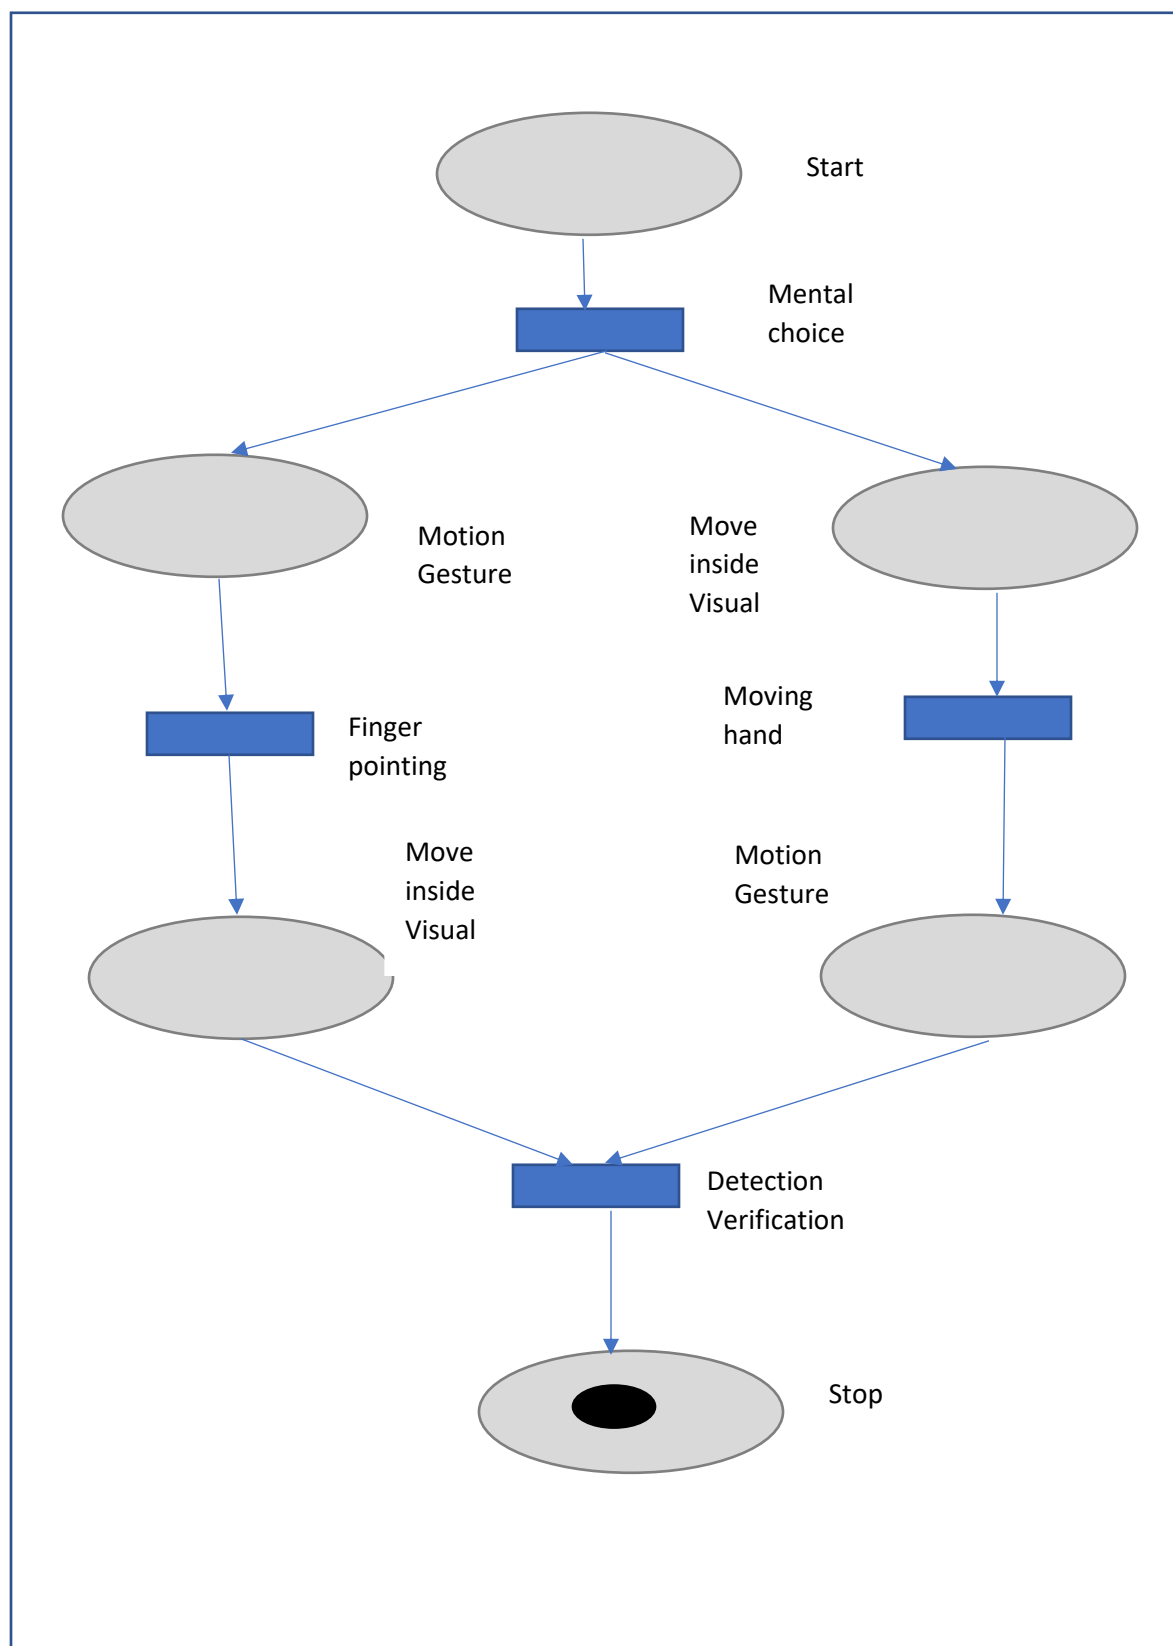 Start
Mental
choice
Motion
Gesture
Move
inside
Visual
Finger
pointing
Moving
hand
Move
inside
Visual
Motion
Gesture
Detection
Verification
Stop